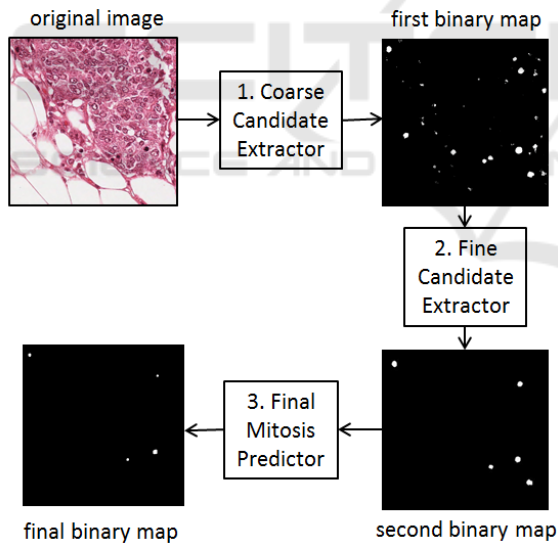 original image
first binary map
1. Coarse
Candidate
Extractor
2. Fine
Candidate
Extractor
3. Final
Mitosis
Predictor
final binary map
second binary map